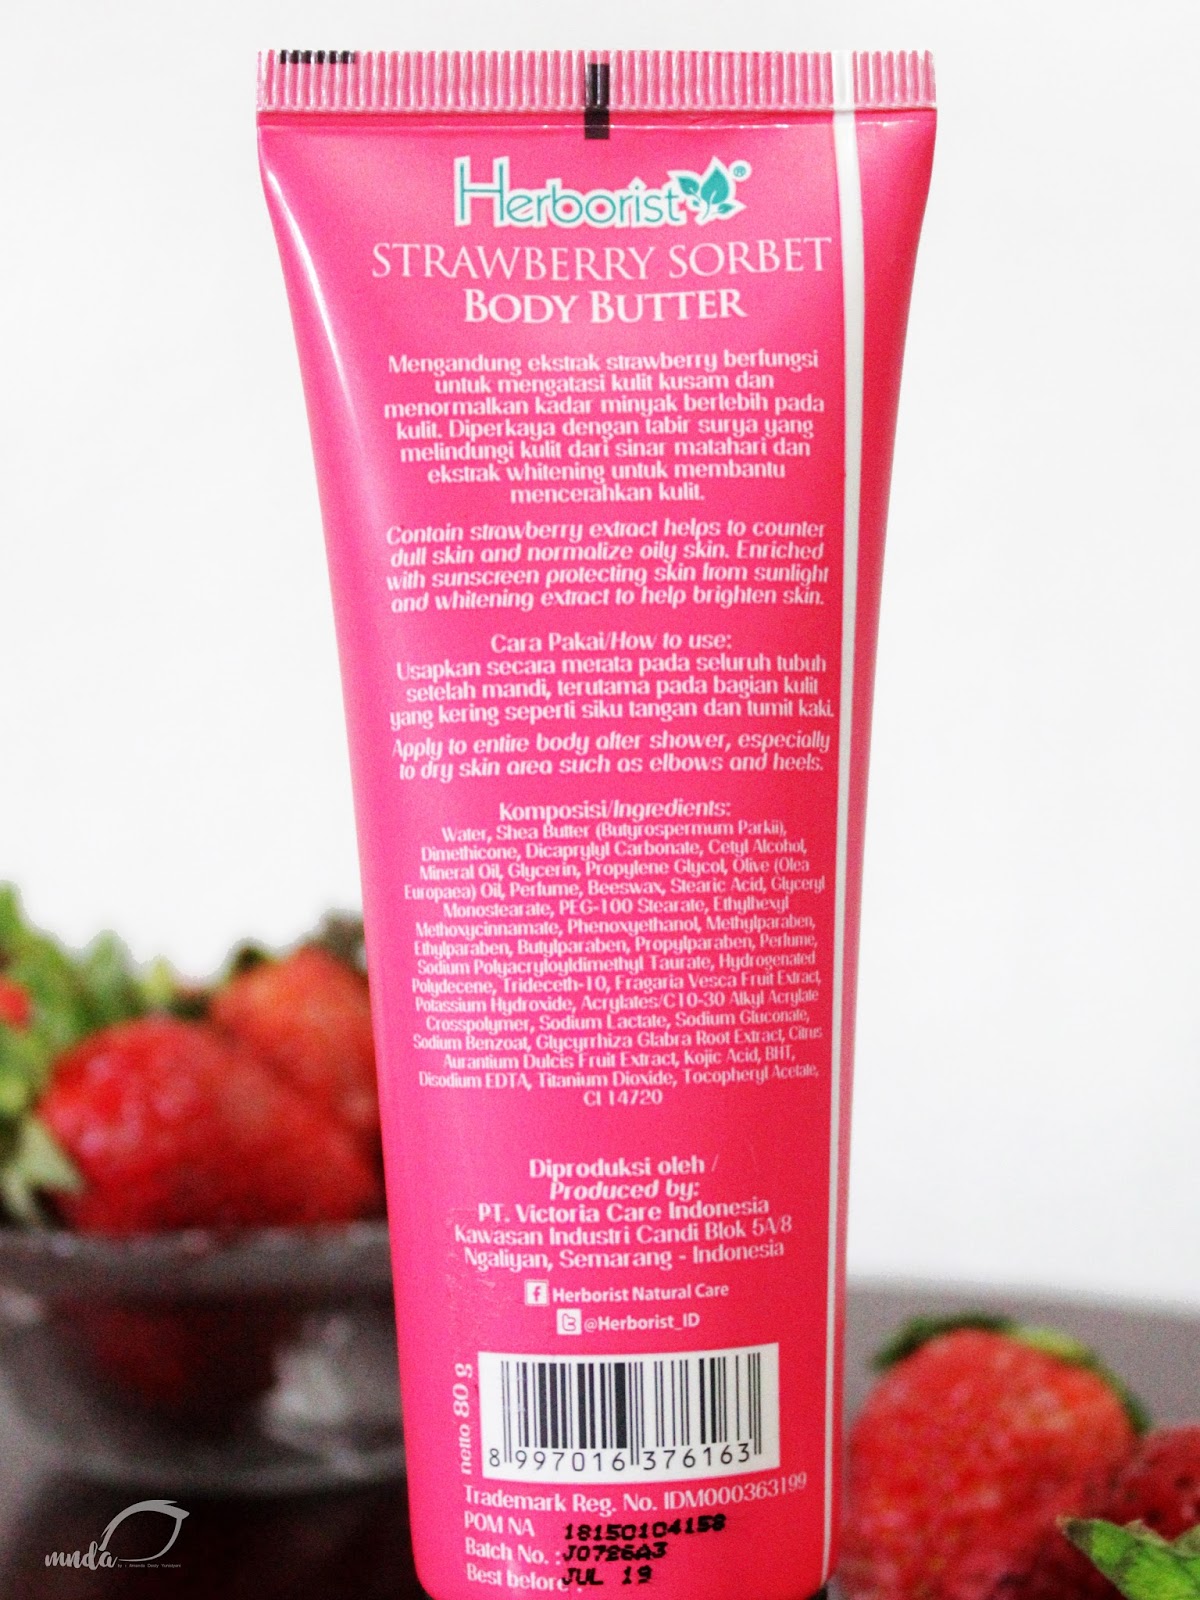 Herborist®
STRAWBERRY SORBET
BODY BUTTER
Mengandung ekstrak strawberry berfungsi
untuk mengatasi kulit kusam dan
menormalkan kadar minyak berlebih pada
kulit. Diperkaya dengan tabir surya yang
melindungi kulit dari sinar matahari dan
ekstrak whitening untuk membantu
mencerahkan kulit.
Contain strawberry extract helps to counter
dull skin and normalize oily skin. Enriched
with sunscreen protecting skin from sunlight
and whitening extract to help brighten skin.
Cara Pakai/How to use:
Usapkan secara merata pada seluruh tubuh
setelah mandi, terutama pada bagian kulit
yang kering seperti siku tangan dan tumit kaki.
Apply to entire body after shower, especially
to dry skin area such as elbows and heels.
Komposisi/Ingredients:
Water, Shea Butter (Butyrospermum Parkii),
Dimethicone, Dicaprylyl Carbonate, Cetyl Alcohol,
Mineral Oil, Glycerin, Propylene Glycol, Olive (Olea
Europaea) Oil, Perfume, Beeswax, Stearic Acid, Glyceryl
Monostearate, PEG-100 Stearate, Ethylhexyl
Methoxycinnamate, Phenoxyethanol, Methylparaben,
Ethylparaben, Butylparaben, Propylparaben, Perfume,
Sodium Polyacryloyldimethyl Taurate, Hydrogenated
Polydecene, Trideceth-10, Fragaria Vesca Fruit Extract,
Potassium Hydroxide, Acrylates/C10-30 Alkyl Acrylate
Crosspolymer, Sodium Lactate, Sodium Gluconate,
Sodium Benzoat, Glycyrrhiza Glabra Root Extract, Citrus
Aurantium Dulcis Fruit Extract, Kojic Acid, BHT,
Disodium EDTA, Titanium Dioxide, Tocopheryl Acetate,
CI 14720
Diproduksi oleh /
Produced by:
PT. Victoria Care Indonesia
Kawasan Industri Candi Blok 5A/8
Ngaliyan, Semarang - Indonesia
Herborist Natural Care
@Herborist_ID
netto 80 g
8 997016 376163
Trademark Reg. No. IDM000363199
POM NA 18150104158
Batch No. : J0726A3
Best before : JUL 19
mnda